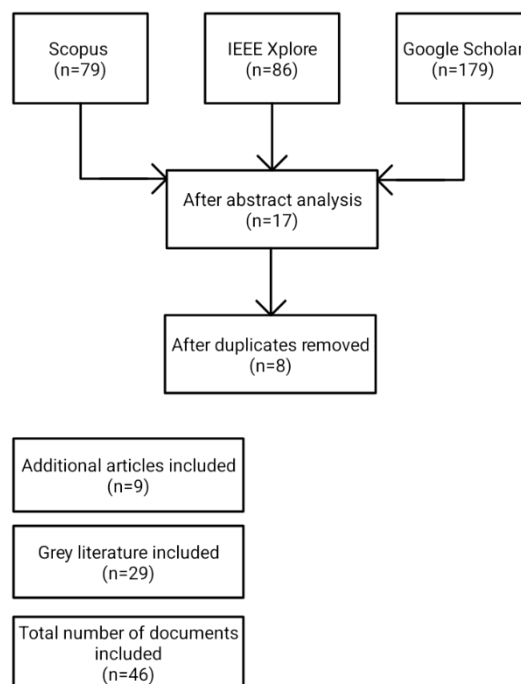 Scopus
(n=79)
IEEE Xplore
(n=86)
Google Scholar
(n=179)
After abstract analysis
(n=17)
After duplicates removed
(n=8)
Additional articles included
(n=9)
Grey literature included
(n=29)
Total number of documents
included
(n=46)